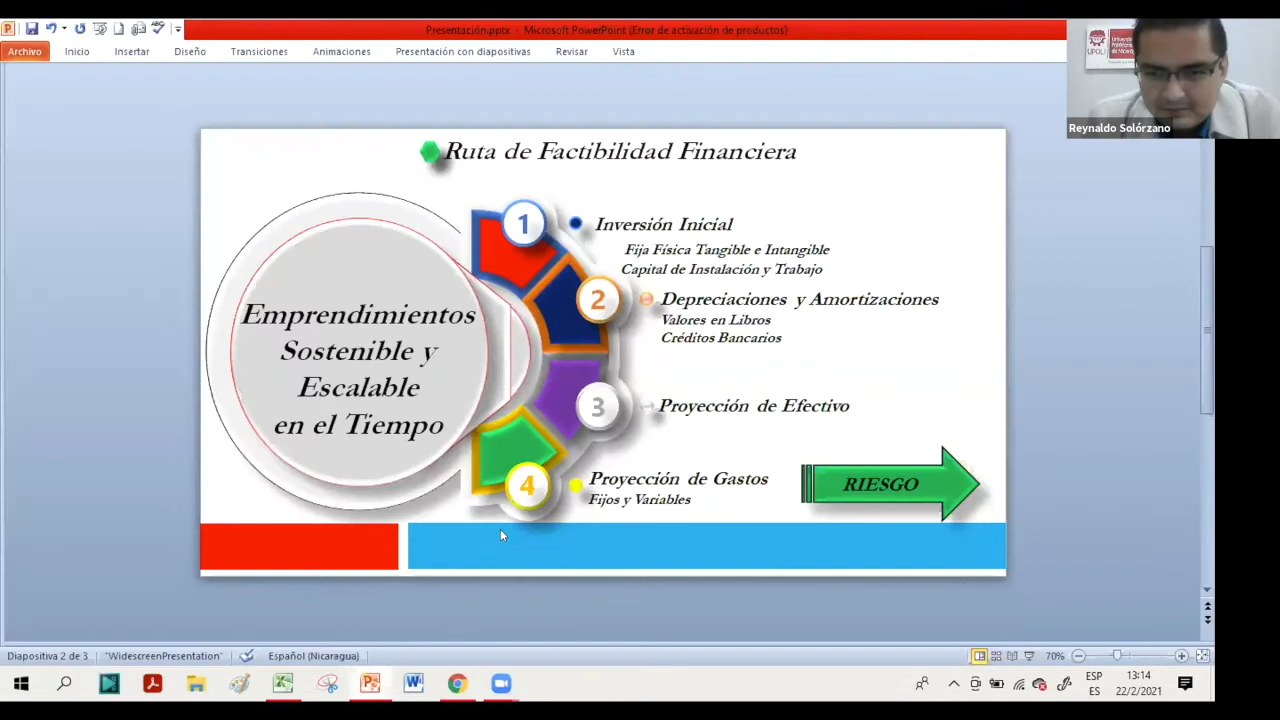 Presentación.pptx - Microsoft PowerPoint (Error de activación de productos)
Archivo Inicio Insertar Diseño Transiciones Animaciones Presentación con diapositivas Revisar Vista
UPOLI
Reynaldo Solórzano
Ruta de Factibilidad Financiera
1
Inversión Inicial
Fija Física Tangible e Intangible
Capital de Instalación y Trabajo
2
Depreciaciones y Amortizaciones
Valores en Libros
Créditos Bancarios
Emprendimientos
Sostenible y
Escalable
en el Tiempo
3
Proyección de Efectivo
4
Proyección de Gastos
Fijos y Variables
RIESGO
Diapositiva 2 de 3 "WidescreenPresentation" Español (Nicaragua) 70%
ESP
ES
13:14
22/2/2021